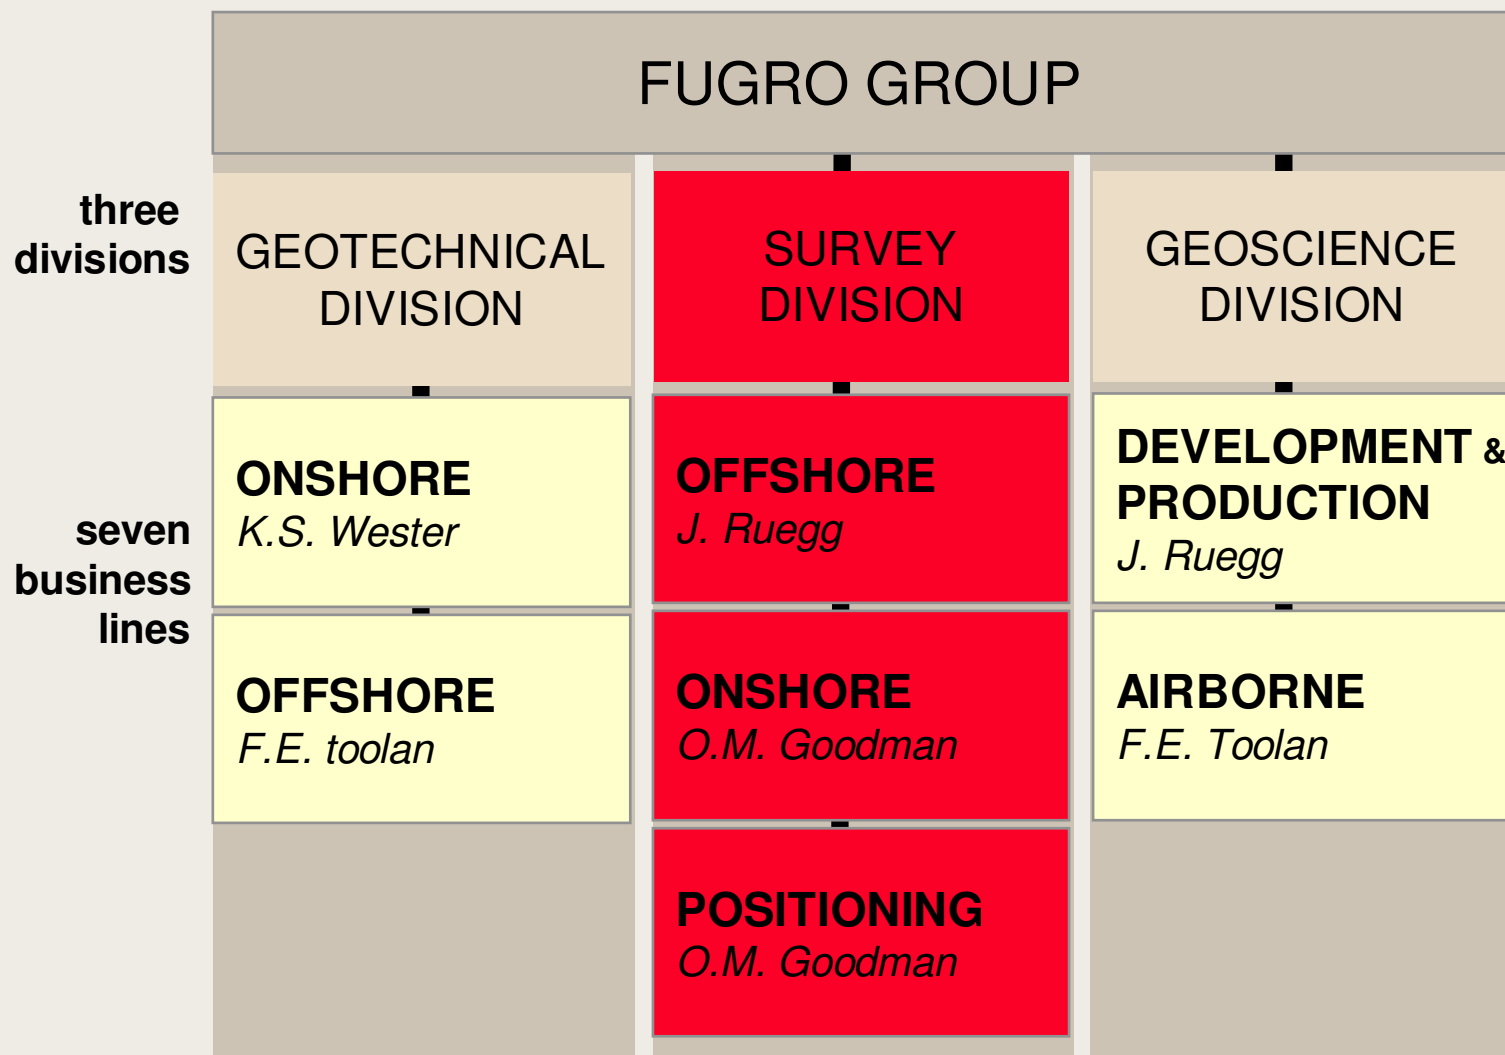 FUGRO GROUP
three
divisions
GEOTECHNICAL
DIVISION
SURVEY
DIVISION
GEOSCIENCE
DIVISION
seven
business
lines
ONSHORE
K.S. Wester
OFFSHORE
J. Ruegg
DEVELOPMENT &
PRODUCTION
J. Ruegg
OFFSHORE
F.E. toolan
ONSHORE
O.M. Goodman
AIRBORNE
F.E. Toolan
POSITIONING
O.M. Goodman